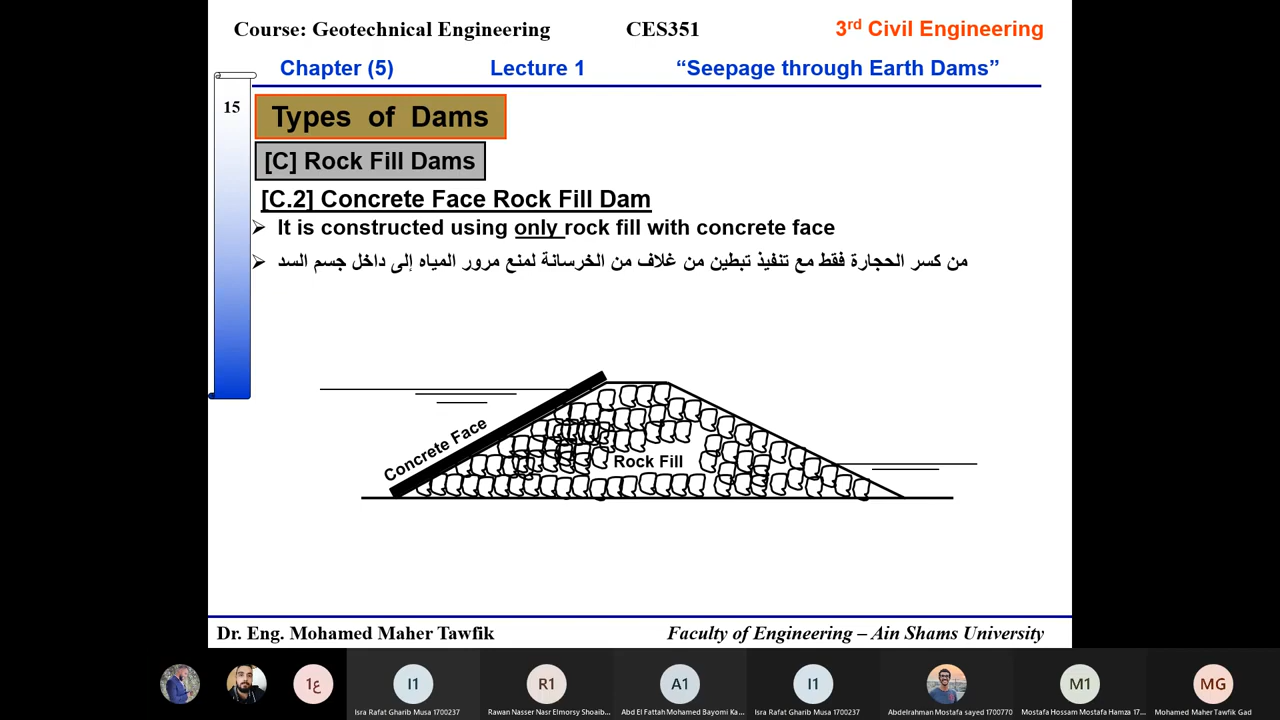 Course: Geotechnical Engineering CES351 3rd Civil Engineering
Chapter (5) Lecture 1 “Seepage through Earth Dams”
15
Types of Dams
[C] Rock Fill Dams
[C.2] Concrete Face Rock Fill Dam
➢ It is constructed using only rock fill with concrete face
➢ من كسر الحجارة فقط مع تنفيذ تبطين من غلاف من الخرسانة لمنع مرور المياه إلى داخل جسم السد
Concrete Face
Rock Fill
Dr. Eng. Mohamed Maher Tawfik Faculty of Engineering – Ain Shams University
ع1 I1 R1 A1 I1 M1 MG
Isra Rafat Gharib Musa 1700237 Rawan Nasser Nasr Elmorsy Shoaib... Abd El Fattah Mohamed Bayomi Ka... Isra Rafat Gharib Musa 1700237 Abdelrahman Mostafa sayed 1700770 Mostafa Hossam Mostafa Hamza 17... Mohamed Maher Tawfik Gad